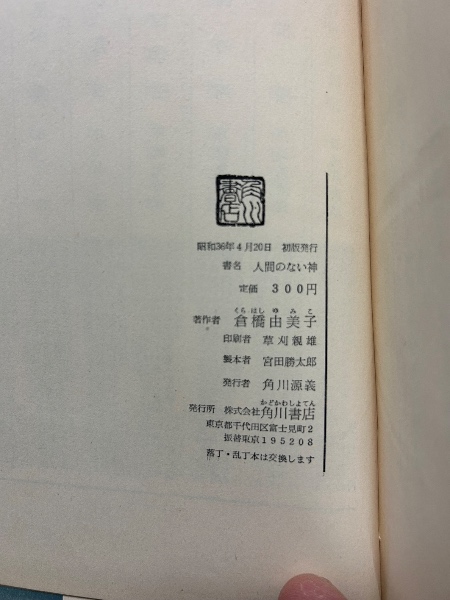 昭和36年4月20日 初版発行
書名 人間のない神
定価 300円
くらはしゆみこ
著作者 倉橋由美子
印刷者 草刈親雄
製本者 宮田勝太郎
発行者 角川源義
かどかわしよてん
発行所 株式会社角川書店
東京都千代田区富士見町2
振替東京195208
落丁・乱丁本は交換します